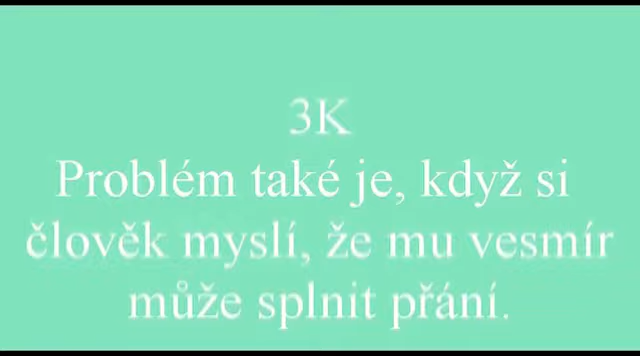 3K
Problém také je, když si
člověk myslí, že mu vesmír
může splnit přání.